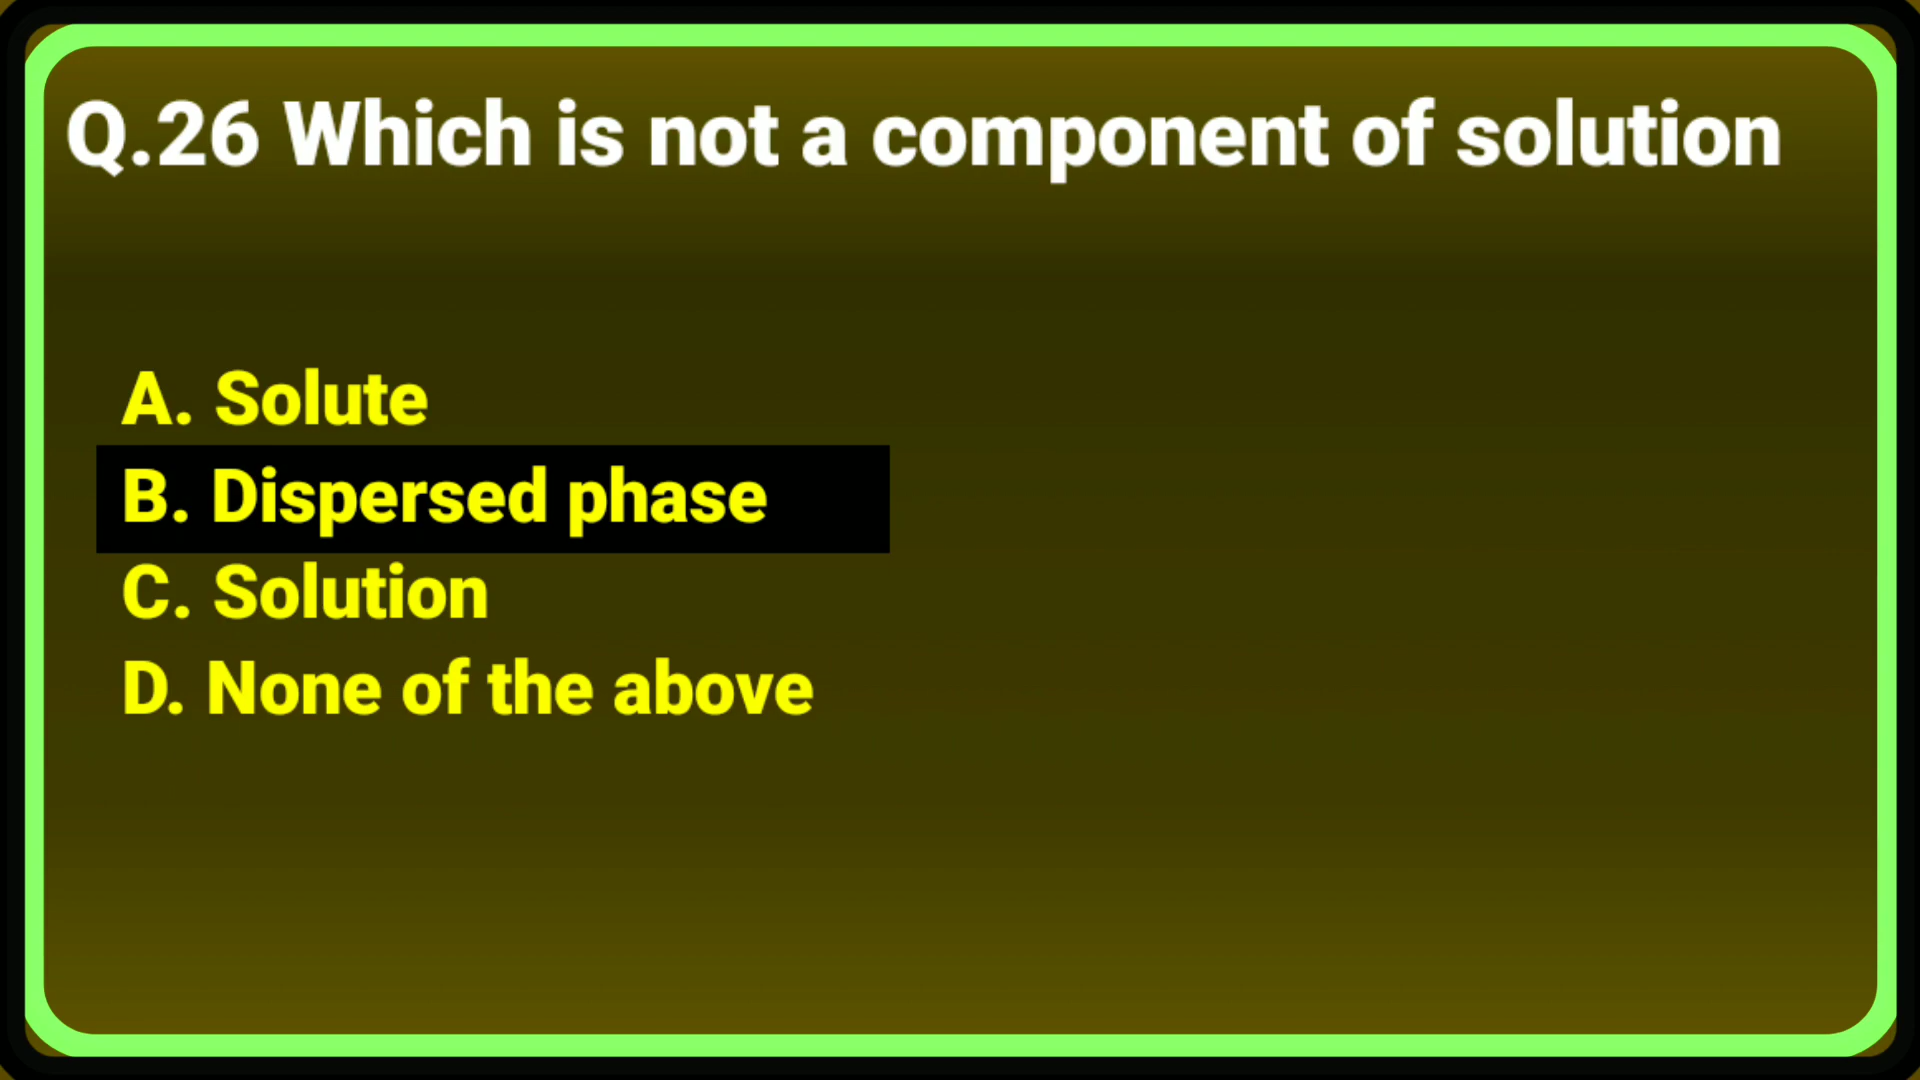 Q.26 Which is not a component of solution
A. Solute
B. Dispersed phase
C. Solution
D. None of the above